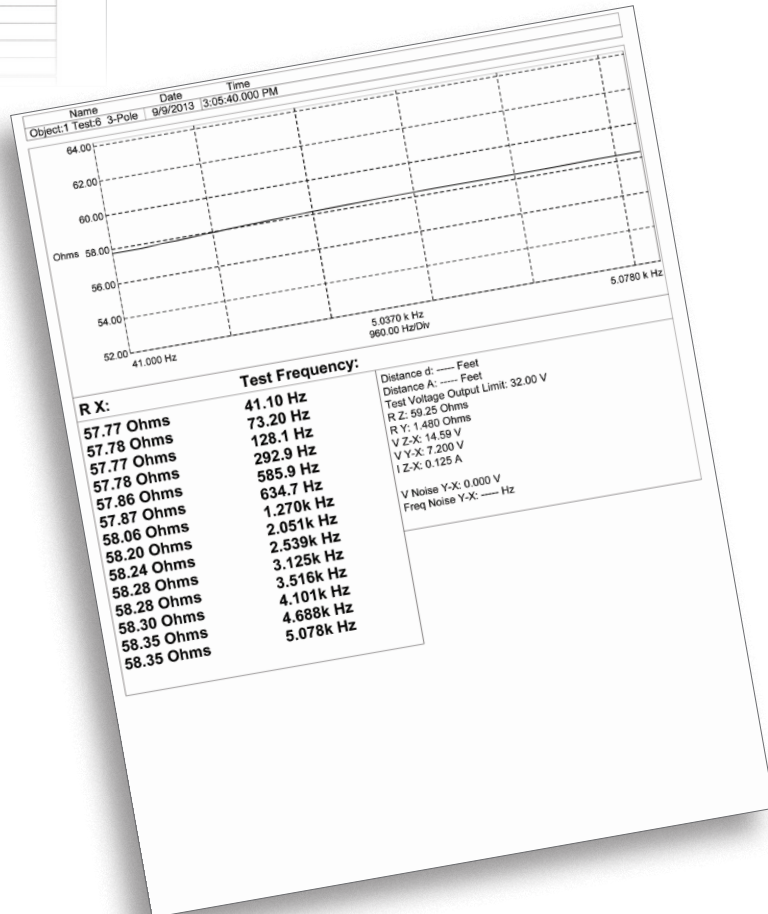 Name Date Time
Object:1 Test:6 3-Pole 9/9/2013 3:05:40.000 PM
64.00
62.00
60.00
Ohms 58.00
56.00
54.00
52.00
41.000 Hz 5.0370 k Hz 5.0780 k Hz
960.00 Hz/Div
R X: Test Frequency:
57.77 Ohms 41.10 Hz
57.78 Ohms 73.20 Hz
57.77 Ohms 128.1 Hz
57.78 Ohms 292.9 Hz
57.86 Ohms 585.9 Hz
57.87 Ohms 634.7 Hz
58.06 Ohms 1.270k Hz
58.20 Ohms 2.051k Hz
58.24 Ohms 2.539k Hz
58.28 Ohms 3.125k Hz
58.28 Ohms 3.516k Hz
58.30 Ohms 4.101k Hz
58.35 Ohms 4.688k Hz
58.35 Ohms 5.078k Hz
Distance d: ----- Feet
Distance A: ----- Feet
Test Voltage Output Limit: 32.00 V
R Z: 59.25 Ohms
R Y: 1.480 Ohms
V Z-X: 14.59 V
V Y-X: 7.200 V
I Z-X: 0.125 A
V Noise Y-X: 0.000 V
Freq Noise Y-X: ----- Hz